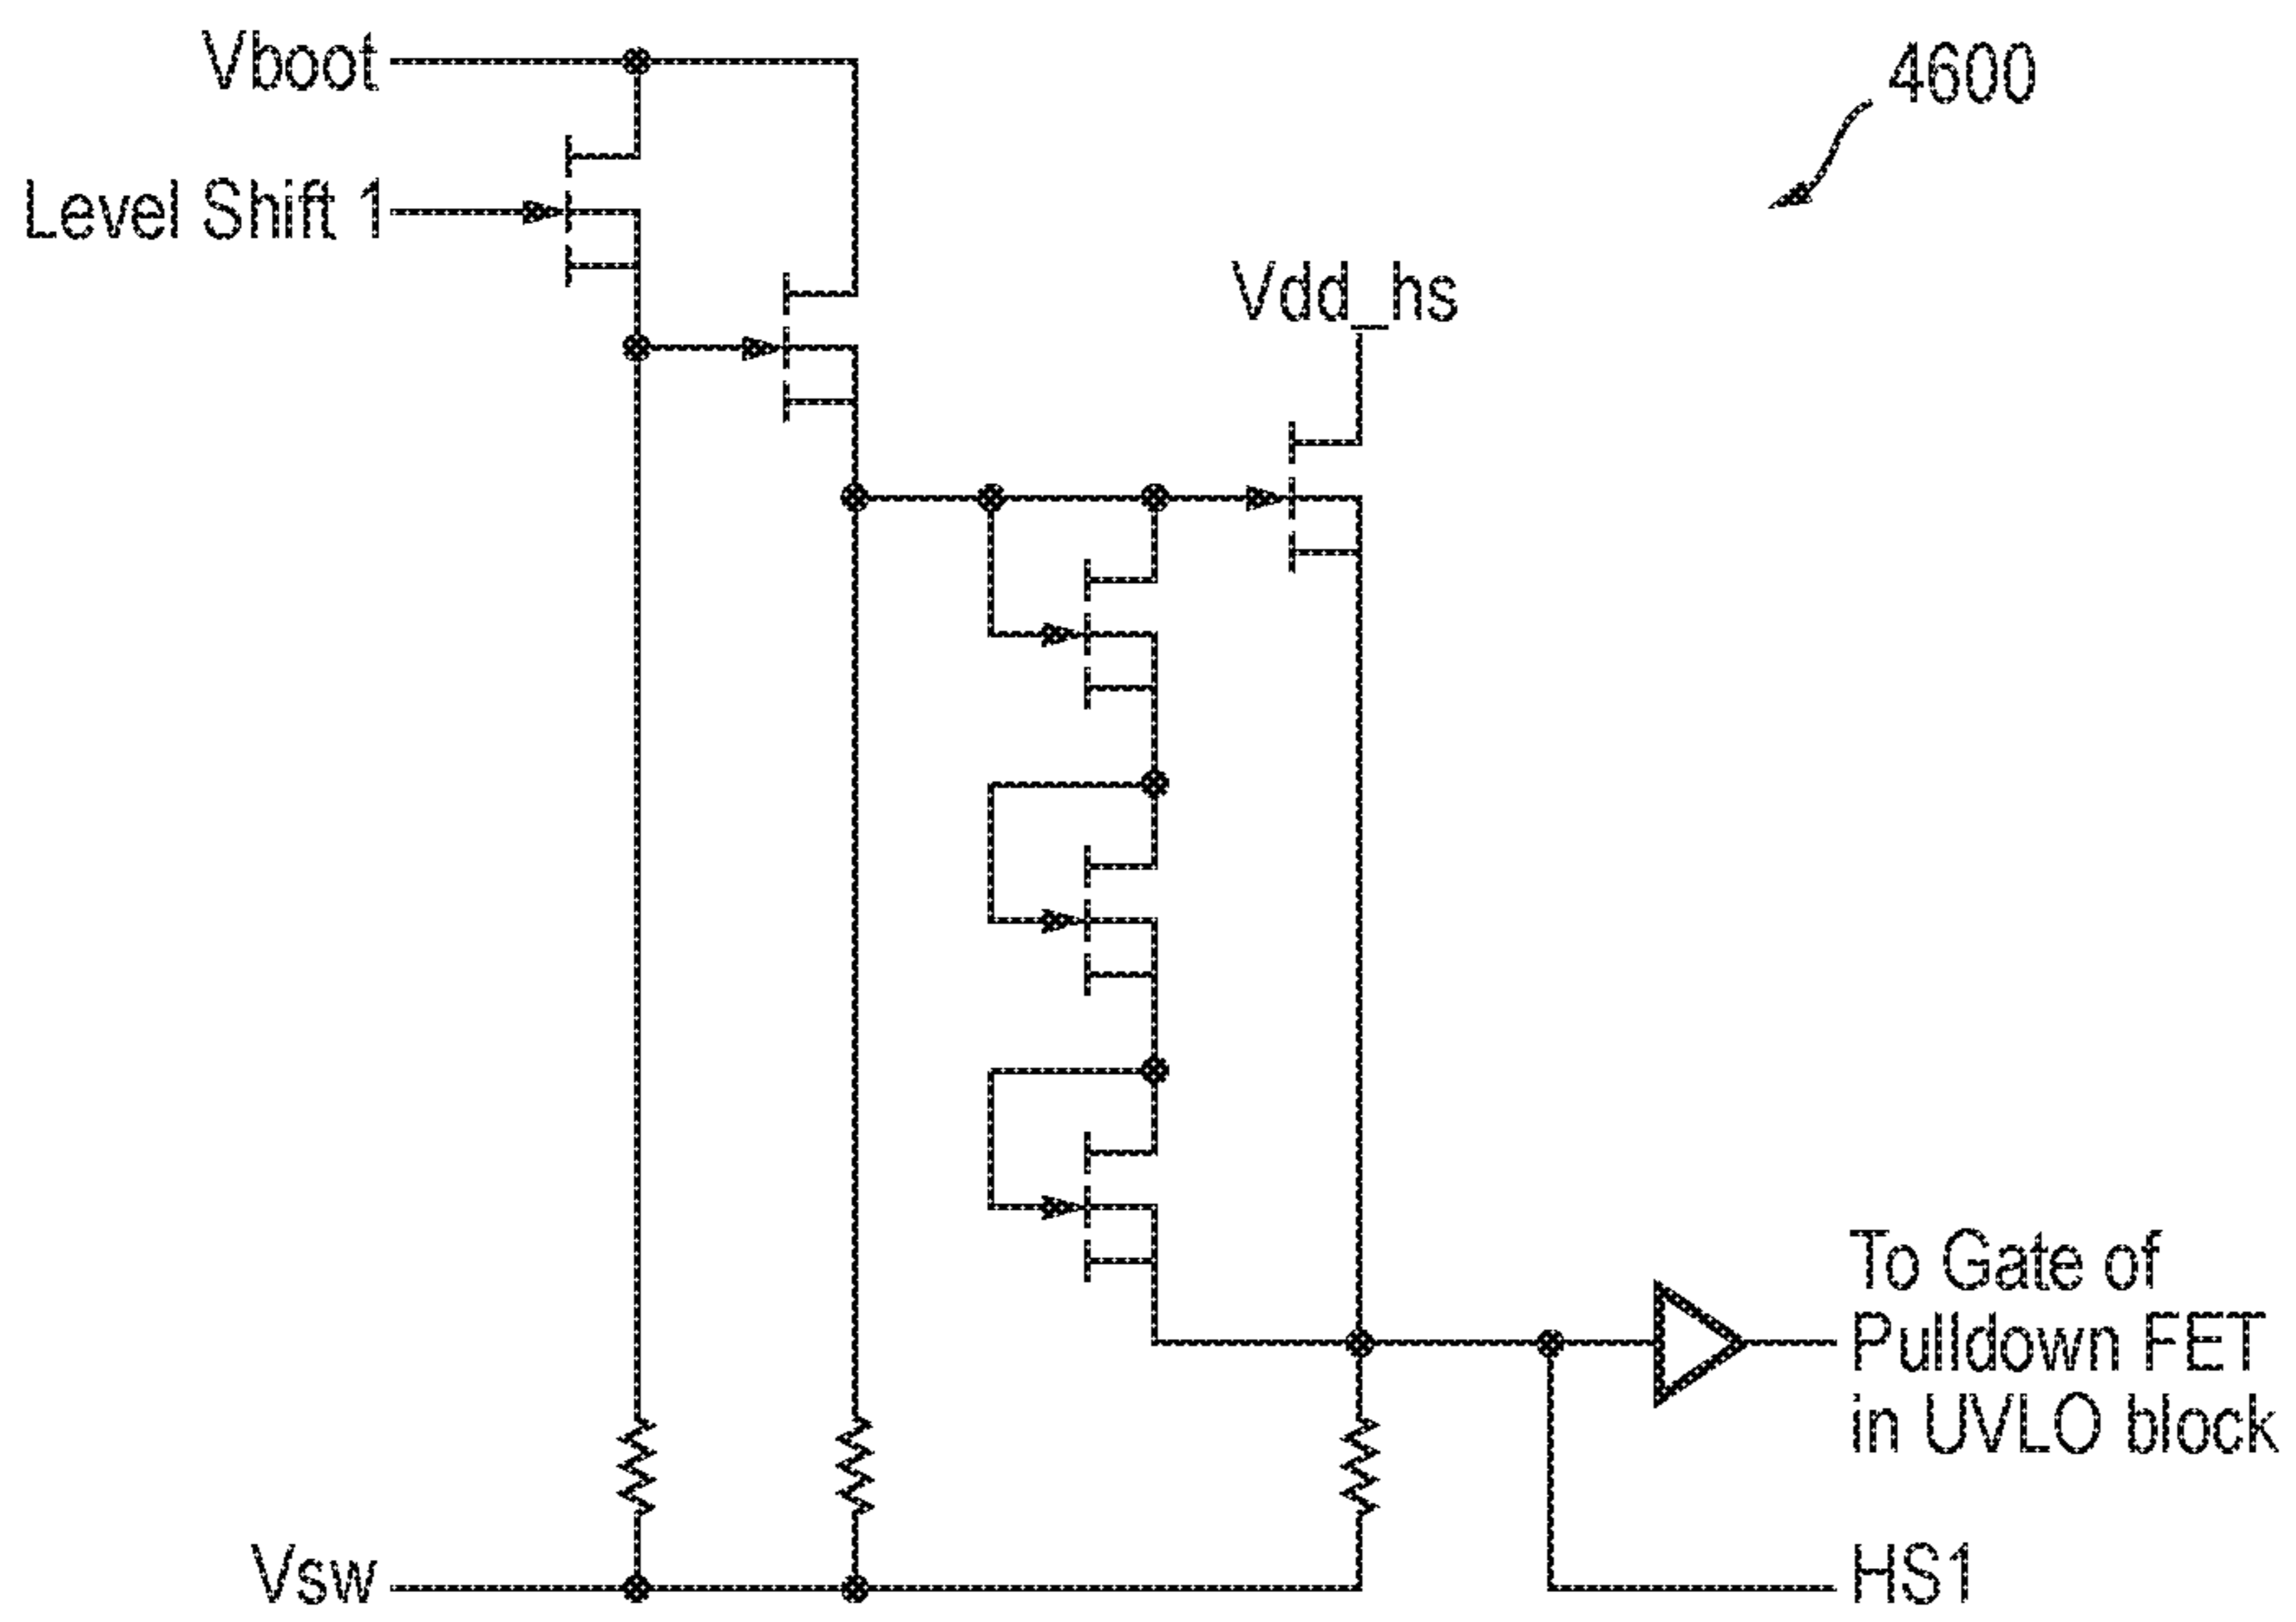 Vboot
4600
Level Shift 1
Vdd_hs
To Gate of
Pulldown FET
in UVLO block
Vsw
HS1